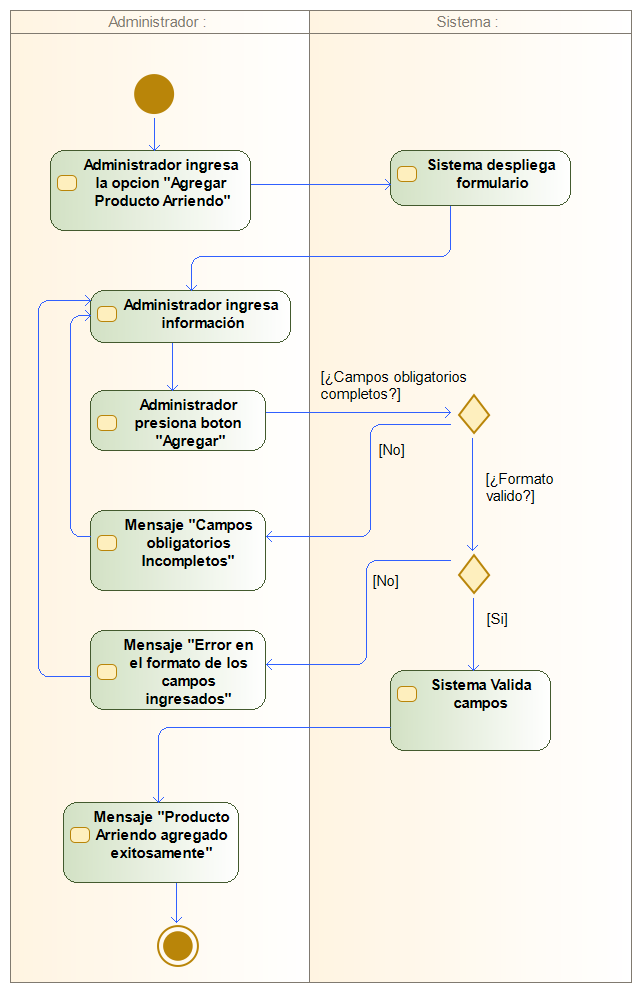 Administrador :
Sistema :
Administrador ingresa
la opcion "Agregar
Producto Arriendo"
Sistema despliega
formulario
Administrador ingresa
información
[¿Campos obligatorios
completos?]
Administrador
presiona boton
"Agregar"
[No]
[¿Formato
valido?]
Mensaje "Campos
obligatorios
Incompletos"
[No]
[Si]
Mensaje "Error en
el formato de los
campos
ingresados"
Sistema Valida
campos
Mensaje "Producto
Arriendo agregado
exitosamente"